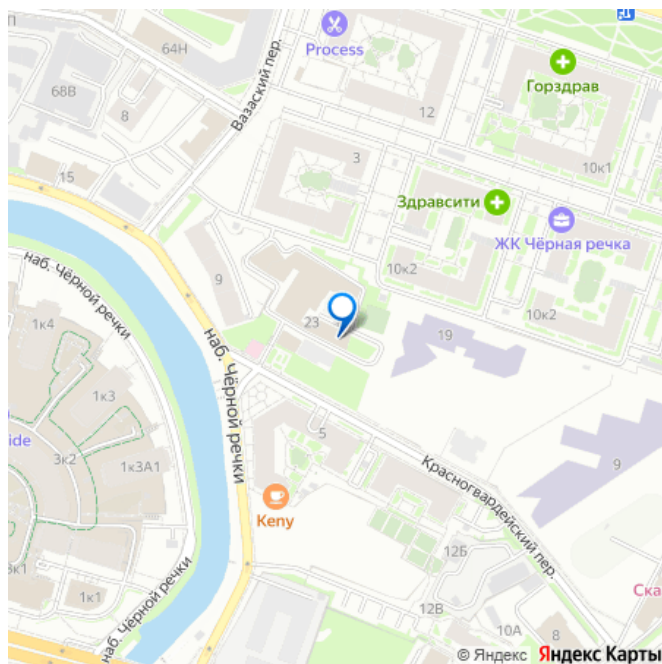 64Н
Process
Горздрав
68В
8
Вазаский пер.
12
3
10к1
15
Здравсити
ЖК Чёрная речка
наб. Чёрной речки
9
10к2
10к2
1к4
23
19
наб. Чёрной речки
1к3
5
Красногвардейский пер.
9
ide
3к2
1к3А1
Keny
12Б
1к1
наб. Чёрной речки
12В
10А
8
Ска
© Яндекс Яндекс Карты